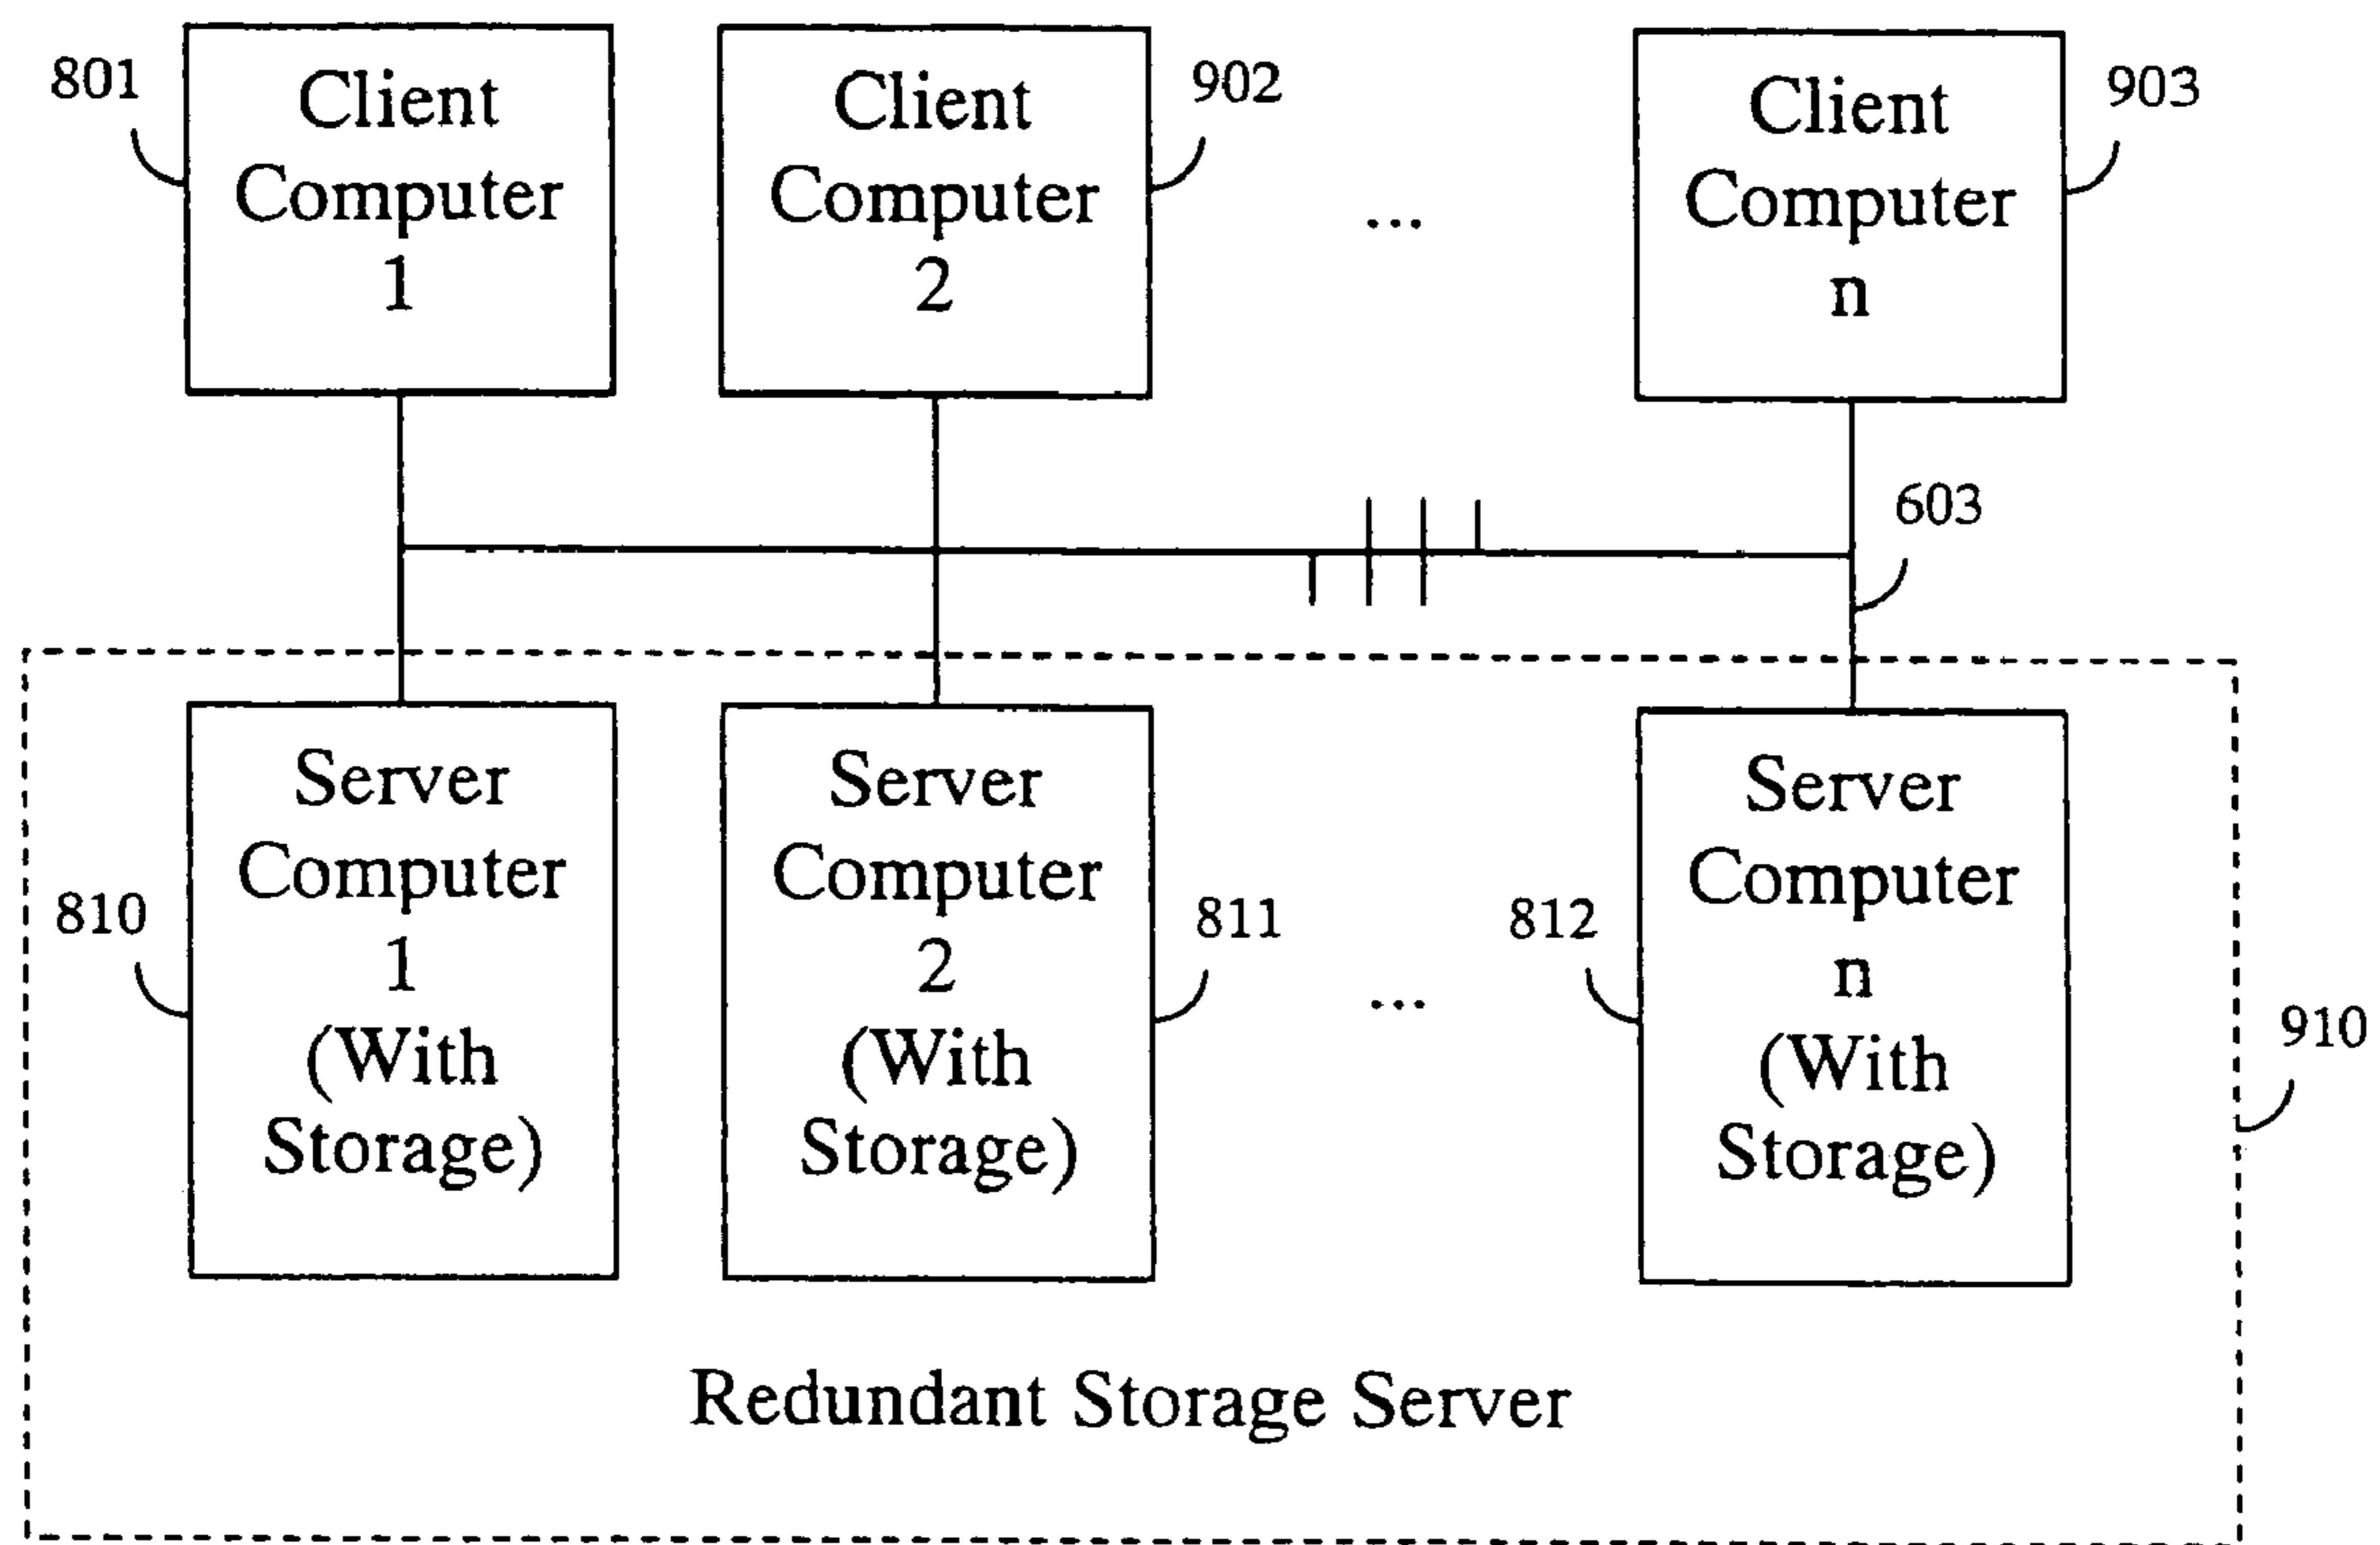 801
Client
Computer
1
Client
Computer
2
902
...
Client
Computer
n
903
603
Server
Computer
1
(With
Storage)
810
Server
Computer
2
(With
Storage)
811
...
812
Server
Computer
n
(With
Storage)
910
Redundant Storage Server